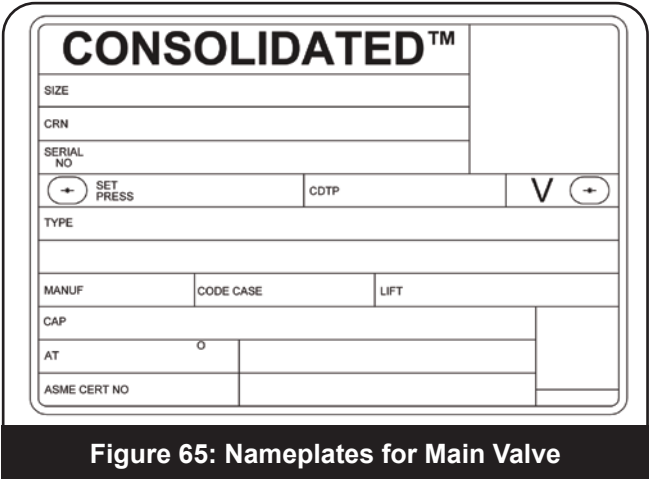 CONSOLIDATED™
SIZE
CRN
SERIAL
NO
SET
PRESS
CDTP
V
TYPE
MANUF
CODE CASE
LIFT
CAP
AT
O
ASME CERT NO
Figure 65: Nameplates for Main Valve